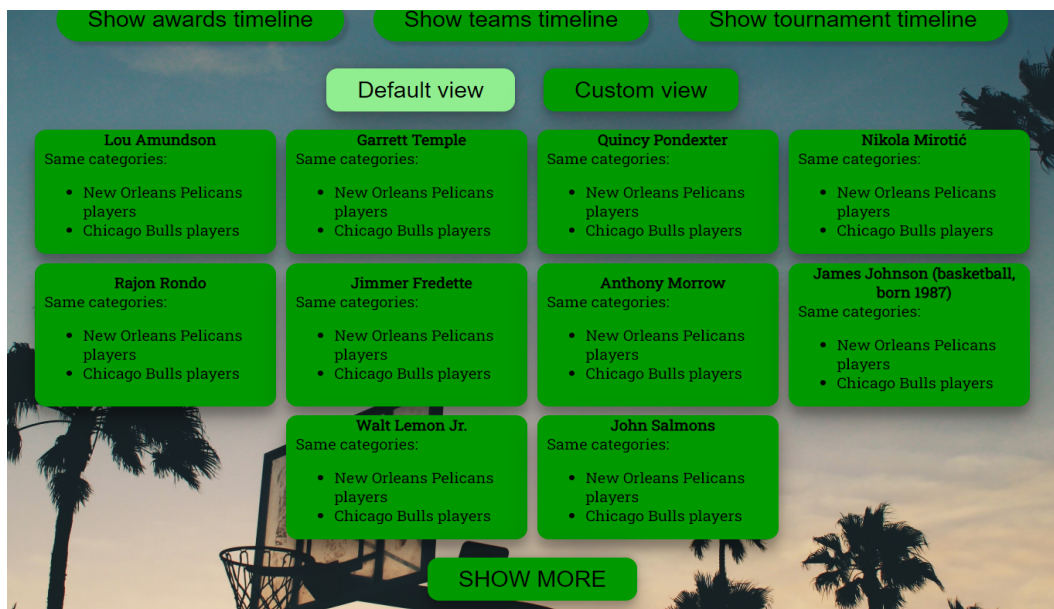 Show awards timeline
Show teams timeline
Show tournament timeline
Default view
Custom view
Lou Amundson
Same categories:
• New Orleans Pelicans
players
• Chicago Bulls players
Garrett Temple
Same categories:
• New Orleans Pelicans
players
• Chicago Bulls players
Quincy Pondexter
Same categories:
• New Orleans Pelicans
players
• Chicago Bulls players
Nikola Mirotić
Same categories:
• New Orleans Pelicans
players
• Chicago Bulls players
Rajon Rondo
Same categories:
• New Orleans Pelicans
players
• Chicago Bulls players
Jimmer Fredette
Same categories:
• New Orleans Pelicans
players
• Chicago Bulls players
Anthony Morrow
Same categories:
• New Orleans Pelicans
players
• Chicago Bulls players
James Johnson (basketball,
born 1987)
Same categories:
• New Orleans Pelicans
players
• Chicago Bulls players
Walt Lemon Jr.
Same categories:
• New Orleans Pelicans
players
• Chicago Bulls players
John Salmons
Same categories:
• New Orleans Pelicans
players
• Chicago Bulls players
SHOW MORE